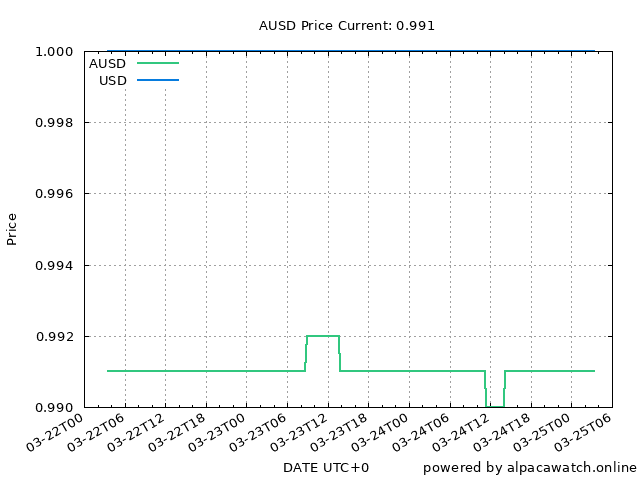 AUSD Price Current: 0.991
1.000
AUSD
USD
0.998
0.996
0.994
0.992
0.990
Price
03-22T00
03-22T06
03-22T12
03-22T18
03-23T00
03-23T06
03-23T12
03-23T18
03-24T00
03-24T06
03-24T12
03-24T18
03-25T00
03-25T06
DATE UTC+0
powered by alpacawatch.online